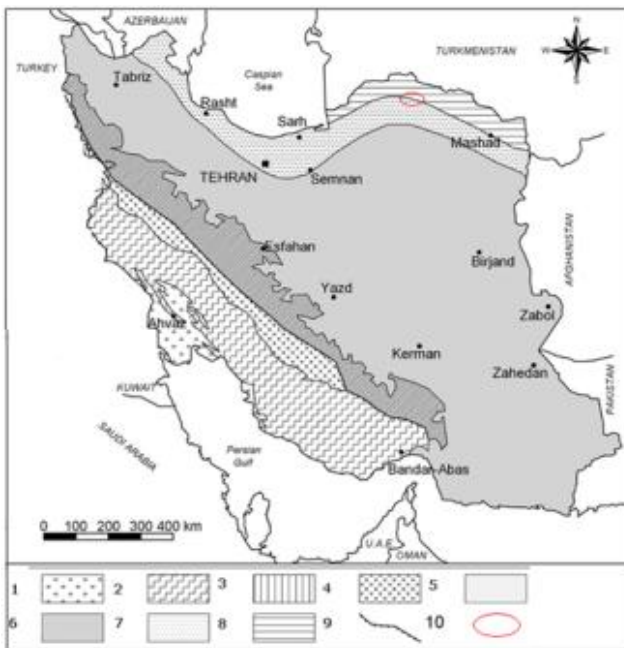 N
AZERBAIJAN
TURKMENISTAN
W E
TURKEY
Caspian
Sea
S
Tabriz
Rasht
Sarh
Mashad
TEHRAN
Semnan
AFGHANISTAN
Esfahan
Birjand
Yazd
Zabol
Ahvaz
Kerman
Zahedan
PAKISTAN
KUWAIT
SAUDI ARABIA
Persian
Gulf
Bandar-Abas
0 100 200 300 400 km
U.A.E.
OMAN
1 2 3 4 5
6 7 8 9 10